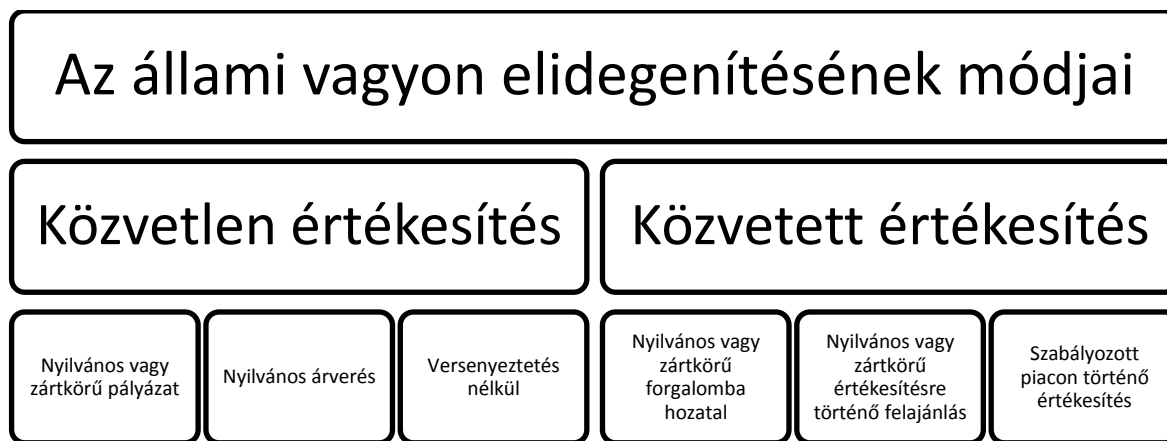 Az állami vagyon elidegenítésének módjai
Közvetlen értékesítés
Közvetett értékesítés
Nyilvános vagy
zártkörű pályázat
Nyilvános árverés
Versenyeztetés
nélkül
Nyilvános vagy
zártkörű
forgalomba
hozatal
Nyilvános vagy
zártkörű
értékesítésre
történő felajánlás
Szabályozott
piacon történő
értékesítés